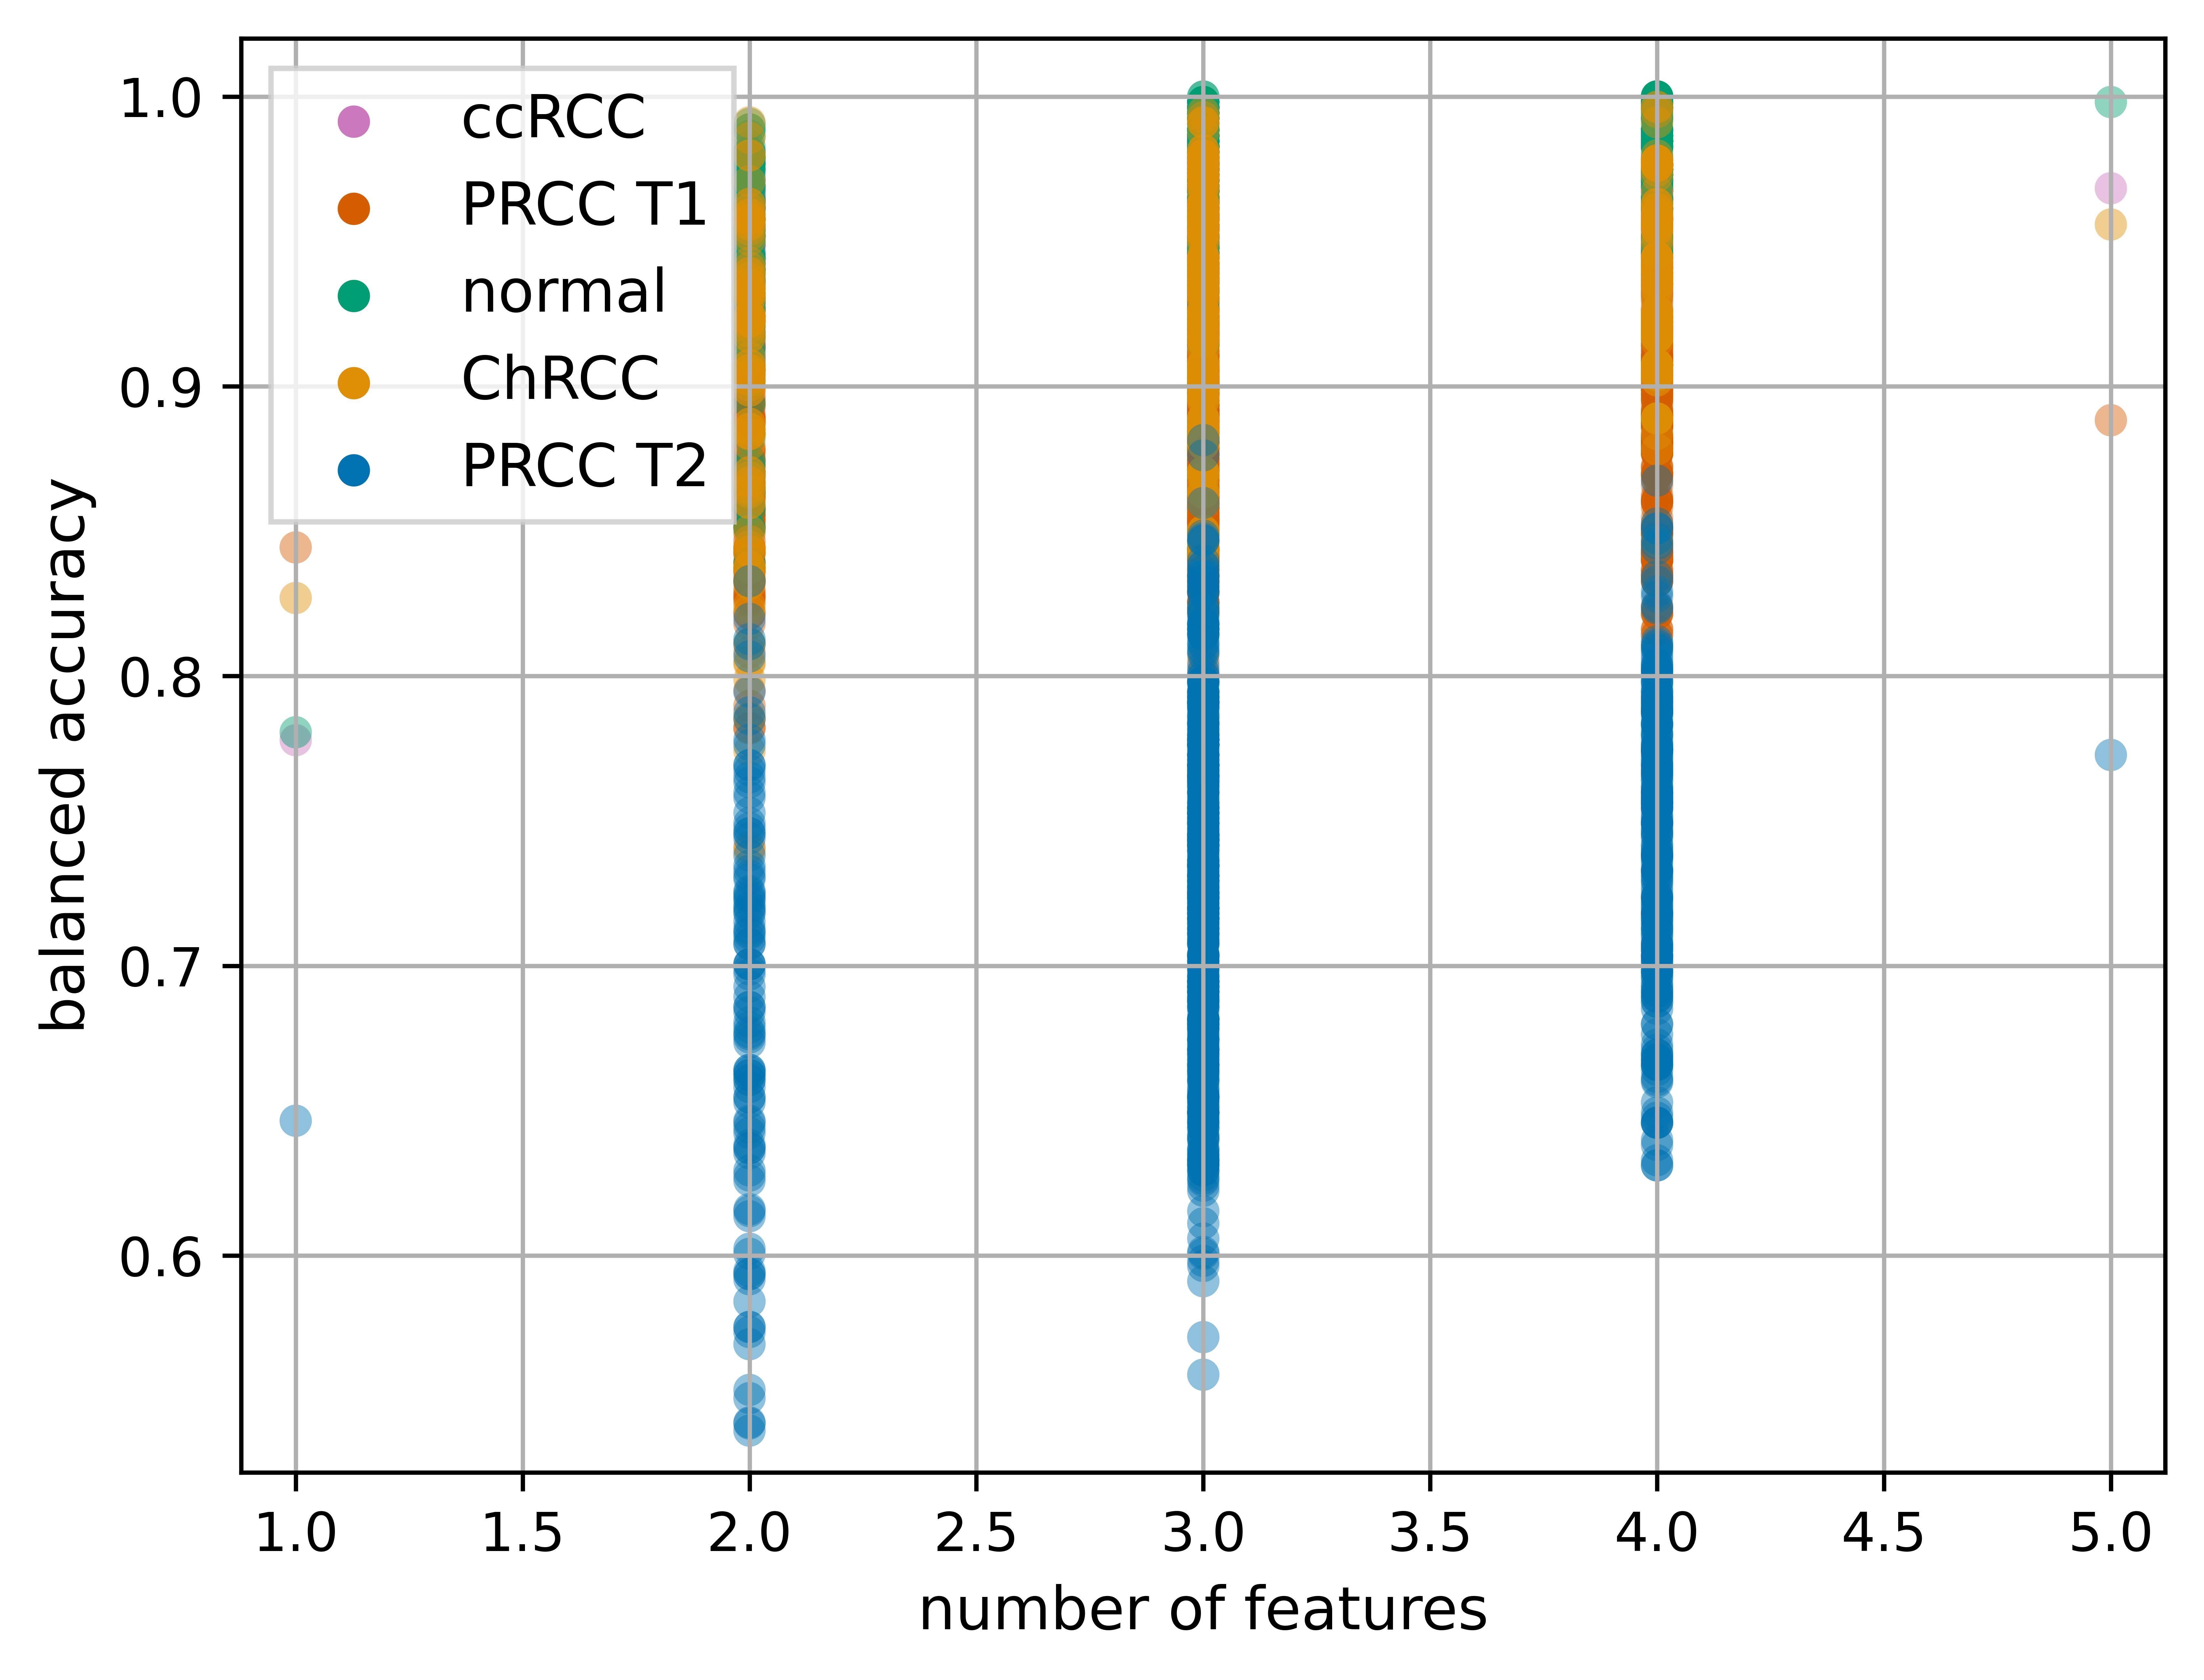 ccRCC
PRCC T1
normal
ChRCC
PRCC T2
balanced accuracy
1.0
0.9
0.8
0.7
0.6
1.0 1.5 2.0 2.5 3.0 3.5 4.0 4.5 5.0
number of features